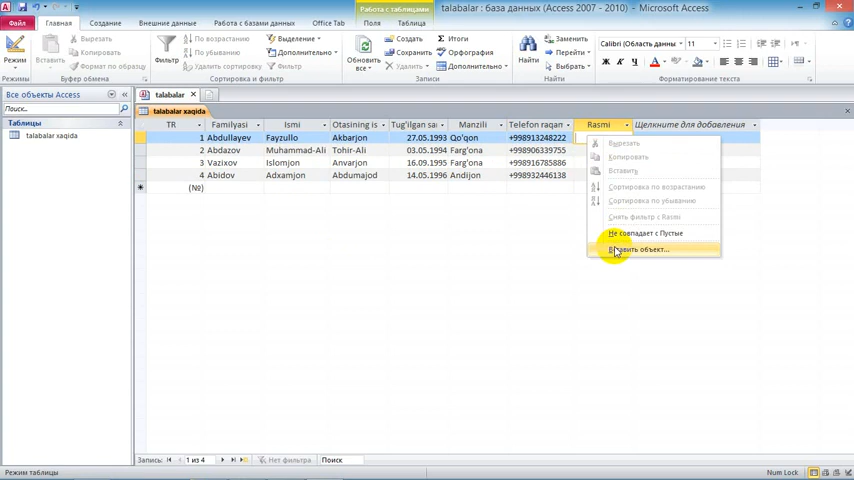 Работа с таблицами
talabalar : база данных (Access 2007 - 2010) - Microsoft Access
Файл Главная Создание Внешние данные Работа с базами данных Office Tab Поля Таблица
Режим
Режимы
Вставить
Вырезать
Копировать
Формат по образцу
Буфер обмена
Фильтр
По возрастанию
По убыванию
Удалить сортировку
Выделение
Дополнительно
Фильтр
Сортировка и фильтр
Обновить все
Создать
Сохранить
Удалить
Итоги
Орфография
Дополнительно
Записи
Найти
Заменить
Перейти
Выбрать
Найти
Calibri (Область данны 11
Ж К Ч А
Форматирование текста
Все объекты Access
Поиск...
Таблицы
talabalar xaqida
talabalar
talabalar xaqida
TR Familyasi Ismi Otasining is Tug'ilgan sa Manzili Telefon raqam Rasmi Щелкните для добавления
1 Abdullayev Fayzullo Akbarjon 27.05.1993 Qo'qon +998913248222
2 Abdazov Muhammad-Ali Tohir-Ali 03.05.1994 Farg'ona +998906339755
3 Vazixov Islomjon Anvarjon 16.09.1995 Farg'ona +998916785886
4 Abidov Adxamjon Abdumajod 14.05.1996 Andijon +998932446138
(№)
Вырезать
Копировать
Вставить
Сортировка по возрастанию
Сортировка по убыванию
Снять фильтр с Rasmi
Не совпадает с Пустые
Вставить объект...
Запись: 1 из 4 Нет фильтра Поиск
Режим таблицы
Num Lock